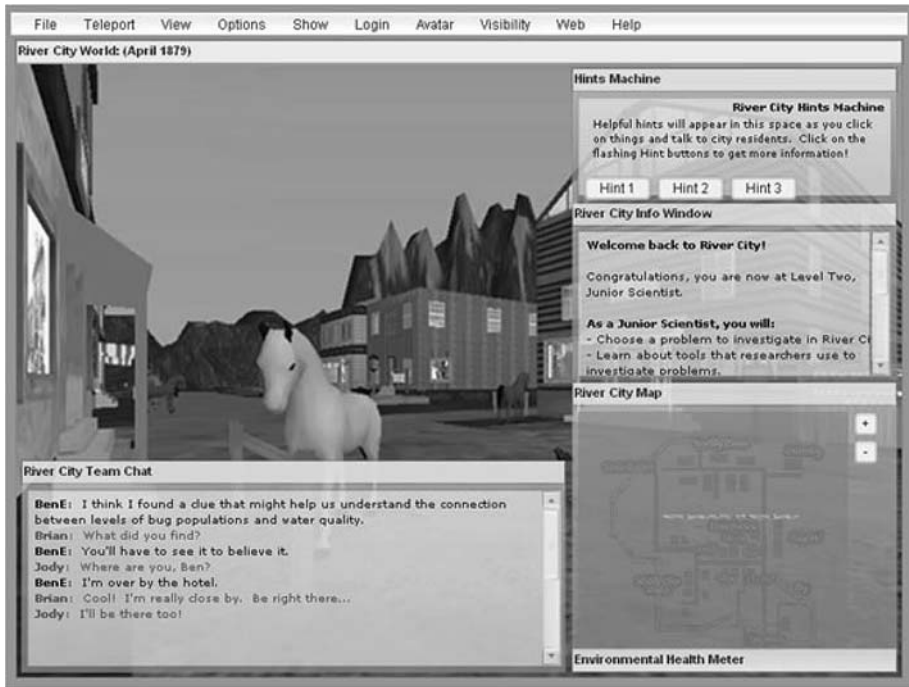 File Teleport View Options Show Login Avatar Visibility Web Help
River City World: (April 1879)
Hints Machine
River City Hints Machine
Helpful hints will appear in this space as you click
on things and talk to city residents. Click on the
flashing Hint buttons to get more information!
Hint 1 Hint 2 Hint 3
River City Info Window
Welcome back to River City!
Congratulations, you are now at Level Two,
Junior Scientist.
As a Junior Scientist, you will:
- Choose a problem to investigate in River Ci
- Learn about tools that researchers use to
investigate problems.
River City Map
+
-
River City Team Chat
BenE: I think I found a clue that might help us understand the connection
between levels of bug populations and water quality.
Brian: What did you find?
BenE: You'll have to see it to believe it.
Jody: Where are you, Ben?
BenE: I'm over by the hotel.
Brian: Cool! I'm really close by. Be right there...
Jody: I'll be there too!
Environmental Health Meter